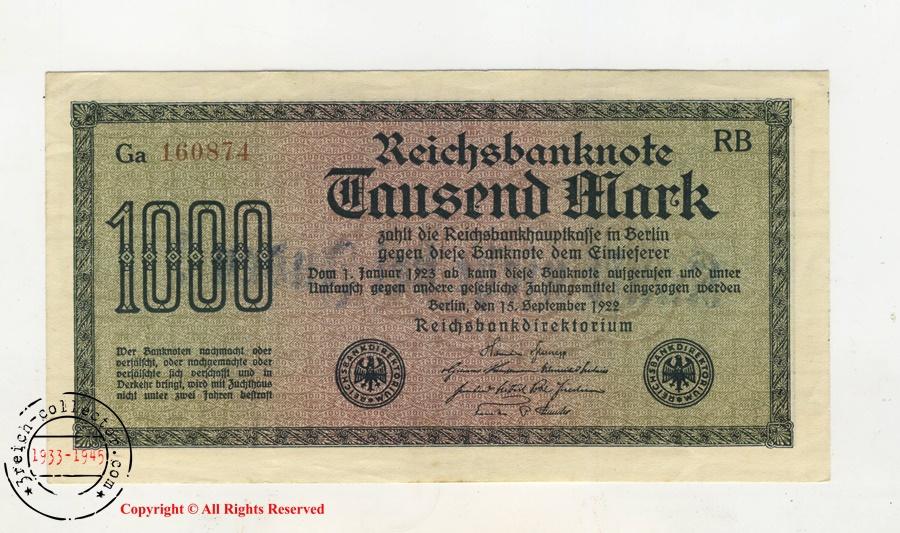 Ga 160874
RB
Reichsbanknote
Tausend Mark
1000
zahlt die Reichsbankhauptkasse in Berlin
gegen diese Banknote dem Einlieferer
Vom 1. Januar 1923 ab kann diese Banknote aufgerufen und unter
Umtausch gegen andere gesetzliche Zahlungsmittel eingezogen werden
Berlin, den 15. September 1922
Reichsbankdirektorium
Wer Banknoten nachmacht oder
verfälscht, oder nachgemachte oder
verfälschte sich verschafft und in
Verkehr bringt, wird mit Zuchthaus
nicht unter zwei Jahren bestraft
REICHSBANKDIREKTORIUM
REICHSBANKDIREKTORIUM
3reich-collector.com
1933-1945
Copyright © All Rights Reserved